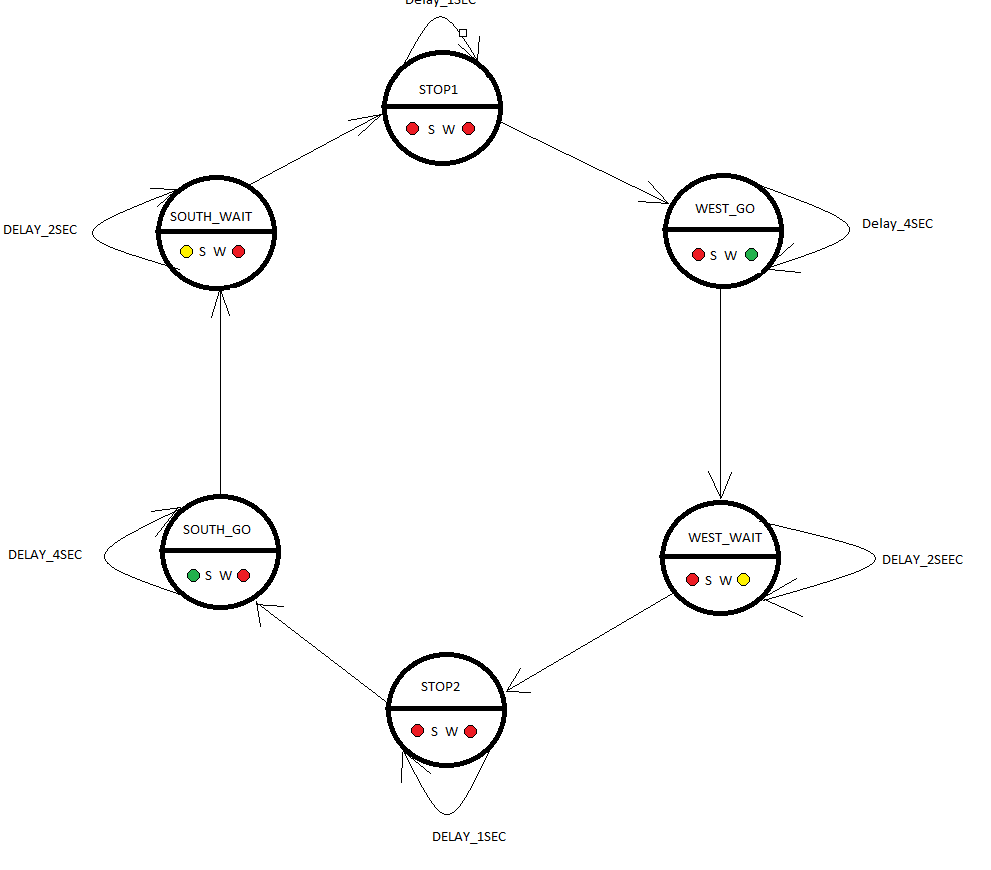 Delay_1SEC
STOP1
S W
SOUTH_WAIT
S W
DELAY_2SEC
WEST_GO
S W
Delay_4SEC
SOUTH_GO
S W
DELAY_4SEC
WEST_WAIT
S W
DELAY_2SEEC
STOP2
S W
DELAY_1SEC